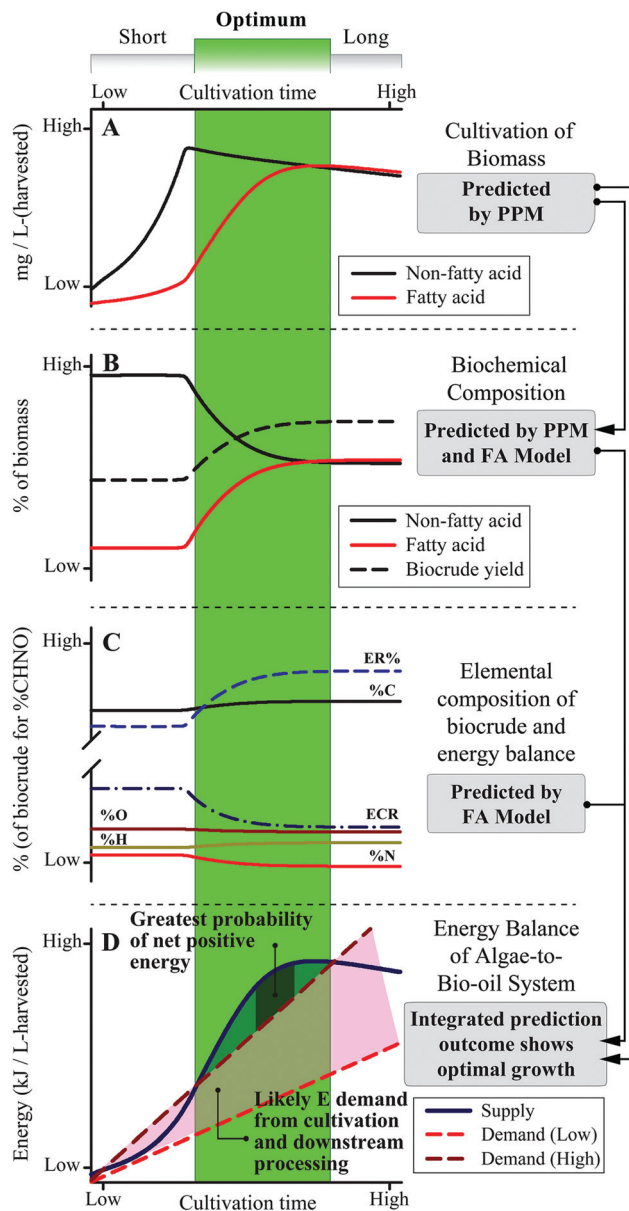 Optimum
Short
Long
Low
Cultivation time
High
A
High
Low
mg / L-(harvested)
Cultivation of
Biomass
Predicted
by PPM
Non-fatty acid
Fatty acid
B
High
Low
% of biomass
Biochemical
Composition
Predicted by PPM
and FA Model
Non-fatty acid
Fatty acid
Biocrude yield
C
High
Low
% (of biocrude for %CHNO)
ER%
%C
%O
ECR
%H
%N
Elemental
composition of
biocrude and
energy balance
Predicted by
FA Model
D
High
Low
Energy (kJ / L-harvested)
Greatest probability
of net positive
energy
Likely E demand
from cultivation
and downstream
processing
Energy Balance
of Algae-to-
Bio-oil System
Integrated prediction
outcome shows
optimal growth
Supply
Demand (Low)
Demand (High)
Low
Cultivation time
High